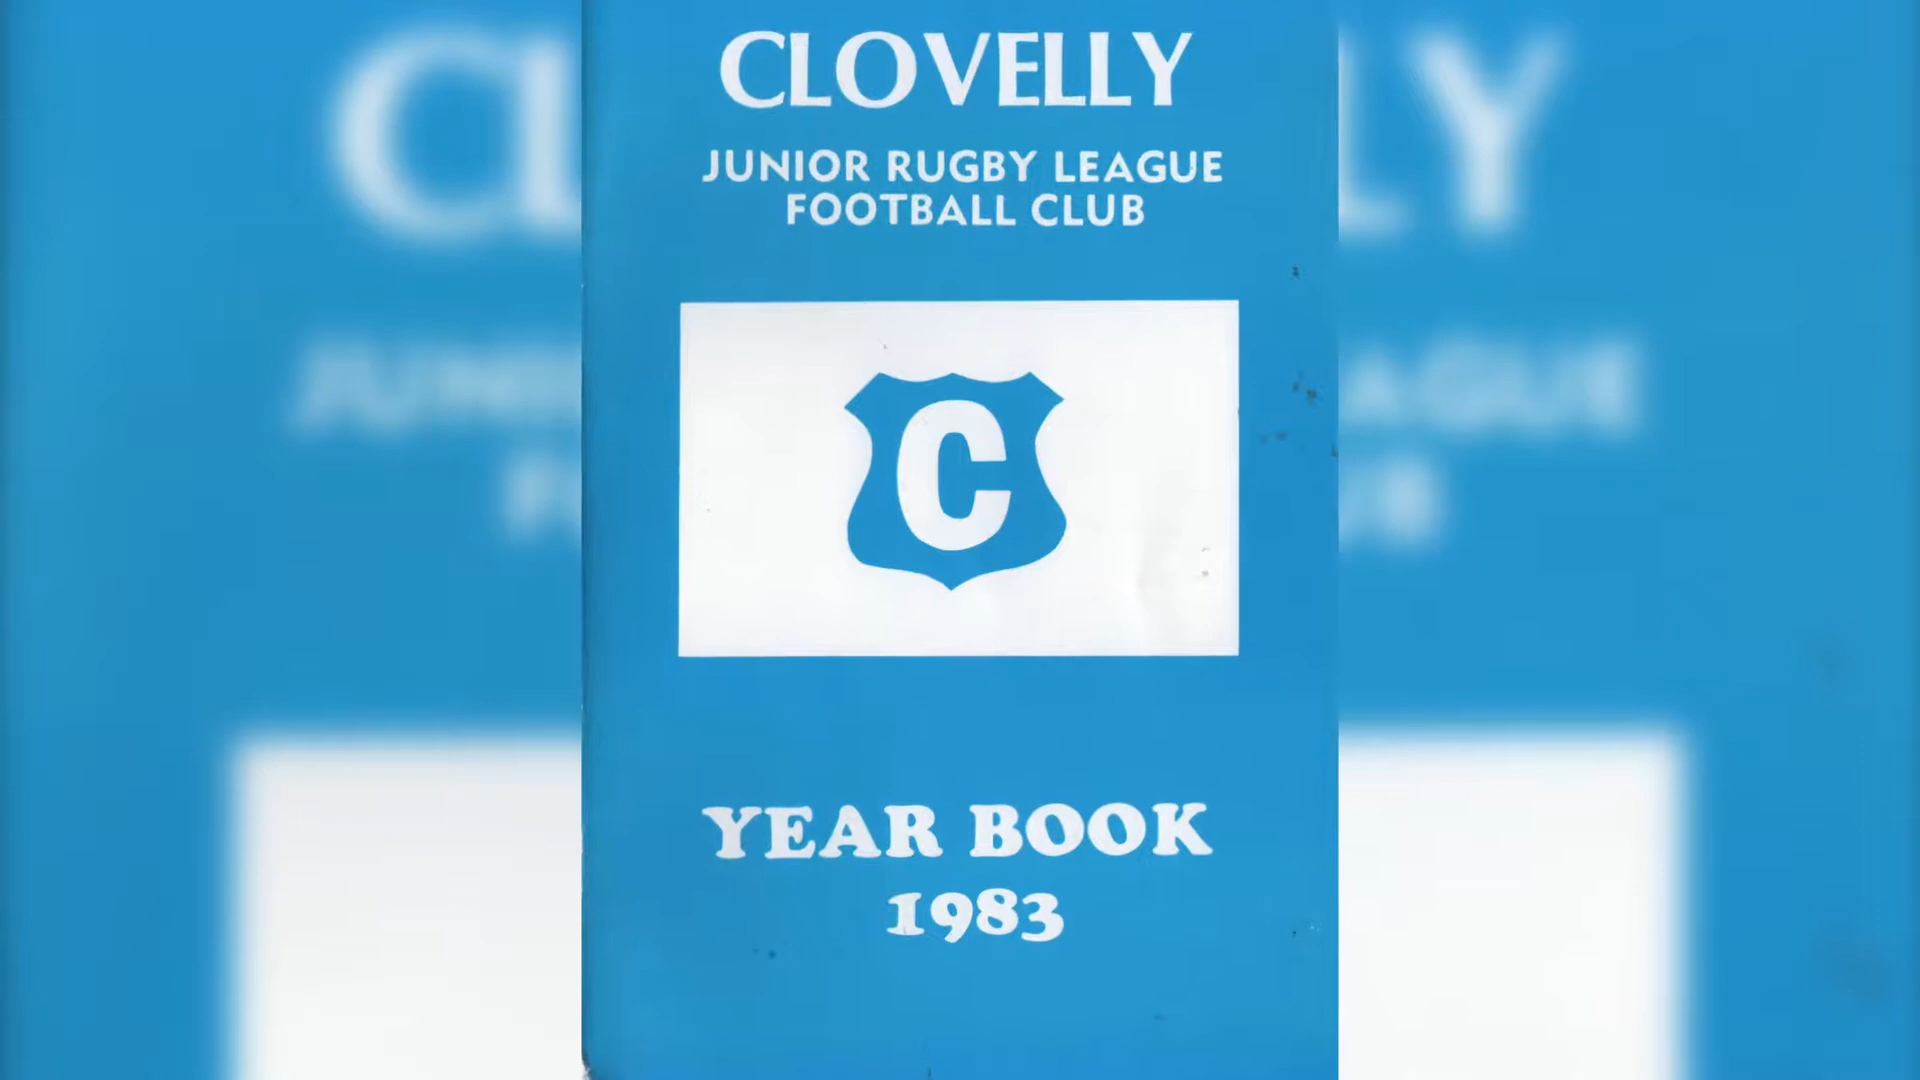 CLOVELLY
JUNIOR RUGBY LEAGUE
FOOTBALL CLUB
C
YEAR BOOK
1983